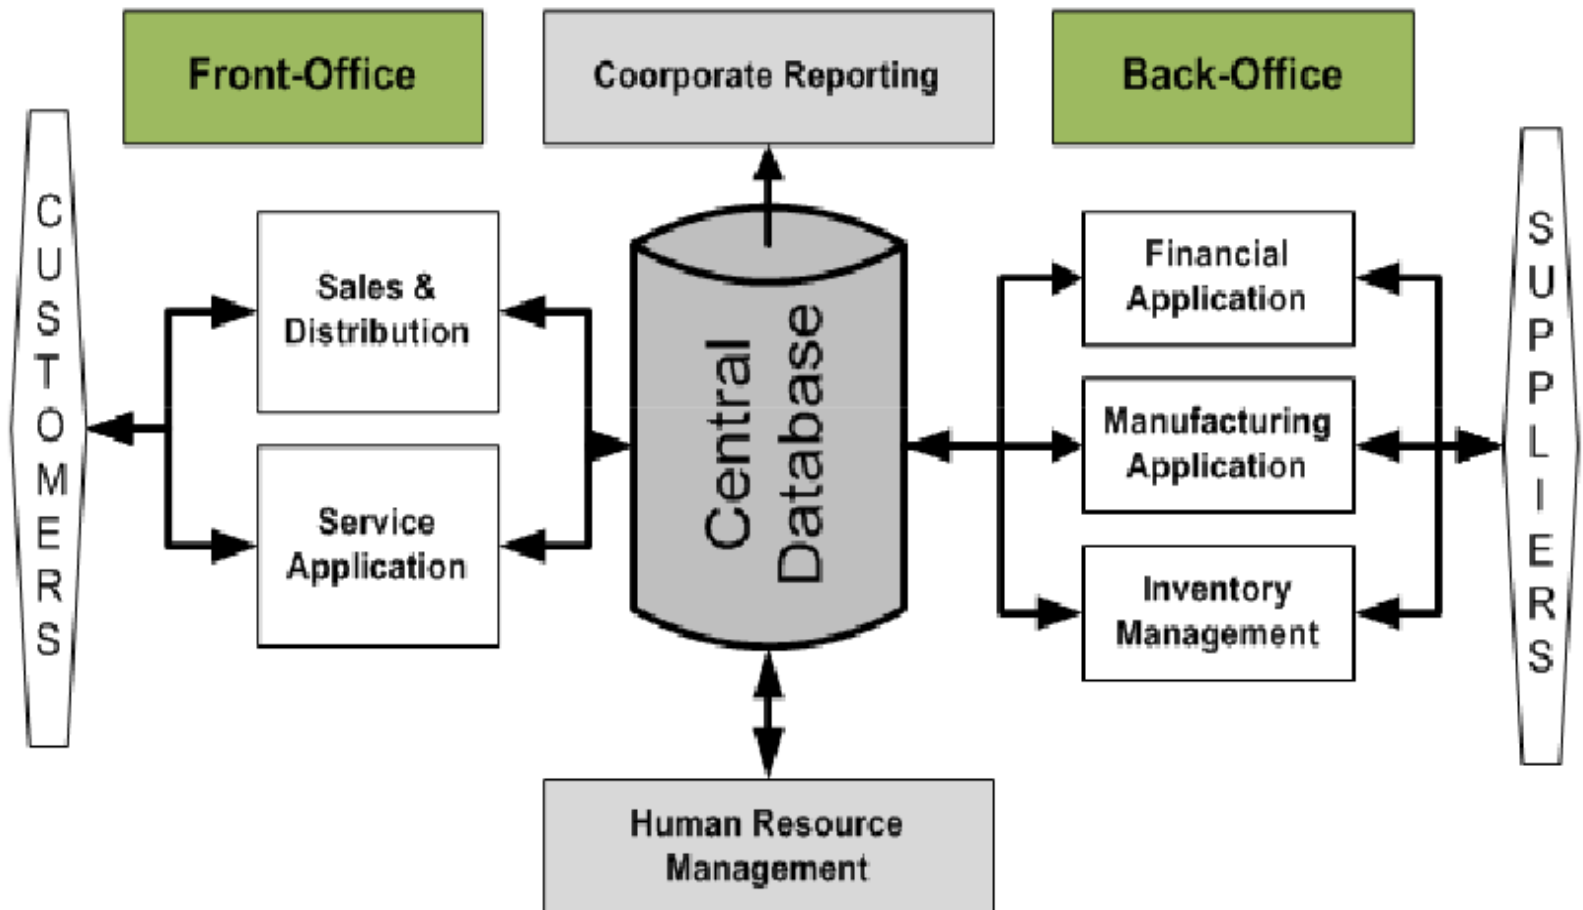 Front-Office
Coorporate Reporting
Back-Office
CUSTOMERS
Sales &
Distribution
Service
Application
Central
Database
Financial
Application
Manufacturing
Application
Inventory
Management
SUPPLIERS
Human Resource
Management